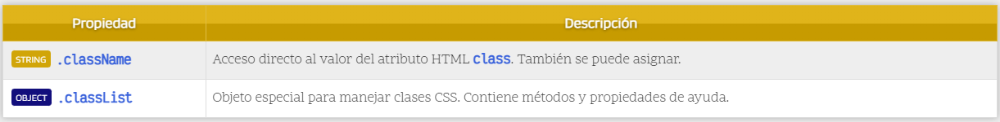 Propiedad Descripción
STRING .className Acceso directo al valor del atributo HTML class. También se puede asignar.
OBJECT .classList Objeto especial para manejar clases CSS. Contiene métodos y propiedades de ayuda.